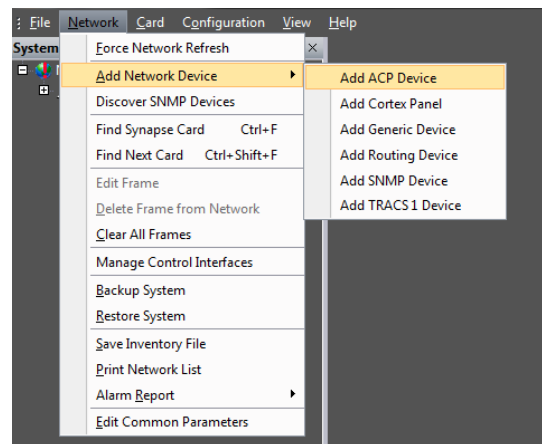 File Network Card Configuration View Help
System
Force Network Refresh
Add Network Device
Add ACP Device
Discover SNMP Devices
Add Cortex Panel
Find Synapse Card Ctrl+F
Add Generic Device
Find Next Card Ctrl+Shift+F
Add Routing Device
Edit Frame
Add SNMP Device
Delete Frame from Network
Add TRACS1 Device
Clear All Frames
Manage Control Interfaces
Backup System
Restore System
Save Inventory File
Print Network List
Alarm Report
Edit Common Parameters